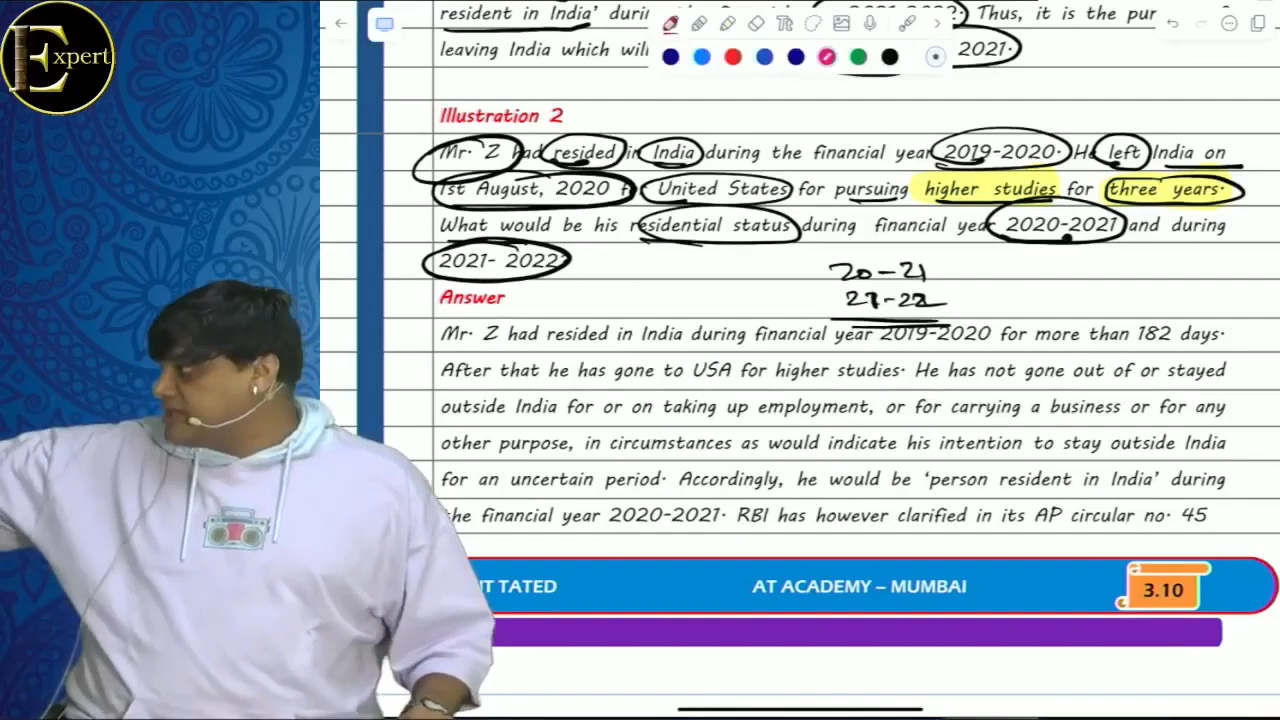 Expert
resident in India' duri
Thus, it is the pur
leaving India which will
2021.
Illustration 2
Mr. Z had resided in India during the financial year 2019-2020. He left India on
1st August, 2020 United States for pursuing higher studies for three years.
What would be his residential status during financial year 2020-2021 and during
2021- 2022
20-21
21-22
Answer
Mr. Z had resided in India during financial year 2019-2020 for more than 182 days.
After that he has gone to USA for higher studies. He has not gone out of or stayed
outside India for or on taking up employment, or for carrying a business or for any
other purpose, in circumstances as would indicate his intention to stay outside India
for an uncertain period. Accordingly, he would be 'person resident in India' during
the financial year 2020-2021. RBI has however clarified in its AP circular no. 45
TATED
AT ACADEMY – MUMBAI
3.10